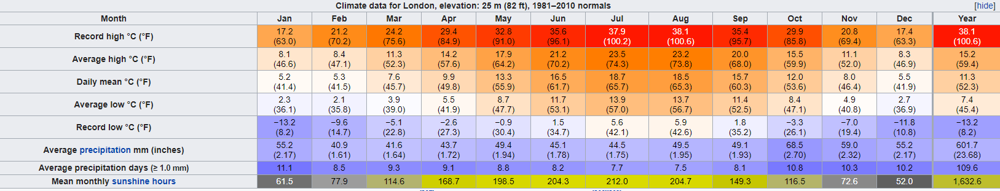 Climate data for London, elevation: 25 m (82 ft), 1981–2010 normals [hide]
Month Jan Feb Mar Apr May Jun Jul Aug Sep Oct Nov Dec Year
Record high °C (°F) 17.2 (63.0) 21.2 (70.2) 24.2 (75.6) 29.4 (84.9) 32.8 (91.0) 35.6 (96.1) 37.9 (100.2) 38.1 (100.6) 35.4 (95.7) 29.9 (85.8) 20.8 (69.4) 17.4 (63.3) 38.1 (100.6)
Average high °C (°F) 8.1 (46.6) 8.4 (47.1) 11.3 (52.3) 14.2 (57.6) 17.9 (64.2) 21.2 (70.2) 23.5 (74.3) 23.2 (73.8) 20.0 (68.0) 15.5 (59.9) 11.1 (52.0) 8.3 (46.9) 15.2 (59.4)
Daily mean °C (°F) 5.2 (41.4) 5.3 (41.5) 7.6 (45.7) 9.9 (49.8) 13.3 (55.9) 16.5 (61.7) 18.7 (65.7) 18.5 (65.3) 15.7 (60.3) 12.0 (53.6) 8.0 (46.4) 5.5 (41.9) 11.3 (52.3)
Average low °C (°F) 2.3 (36.1) 2.1 (35.8) 3.9 (39.0) 5.5 (41.9) 8.7 (47.7) 11.7 (53.1) 13.9 (57.0) 13.7 (56.7) 11.4 (52.5) 8.4 (47.1) 4.9 (40.8) 2.7 (36.9) 7.4 (45.4)
Record low °C (°F) −13.2 (8.2) −9.6 (14.7) −5.1 (22.8) −2.6 (27.3) −0.9 (30.4) 1.5 (34.7) 5.6 (42.1) 5.9 (42.6) 1.8 (35.2) −3.3 (26.1) −7.0 (19.4) −11.8 (10.8) −13.2 (8.2)
Average precipitation mm (inches) 55.2 (2.17) 40.9 (1.61) 41.6 (1.64) 43.7 (1.72) 49.4 (1.94) 45.1 (1.78) 44.5 (1.75) 49.5 (1.95) 49.1 (1.93) 68.5 (2.70) 59.0 (2.32) 55.2 (2.17) 601.7 (23.68)
Average precipitation days (≥ 1.0 mm) 11.1 8.5 9.3 9.1 8.8 8.2 7.7 7.5 8.1 10.8 10.3 10.2 109.6
Mean monthly sunshine hours 61.5 77.9 114.6 168.7 198.5 204.3 212.0 204.7 149.3 116.5 72.6 52.0 1,632.6